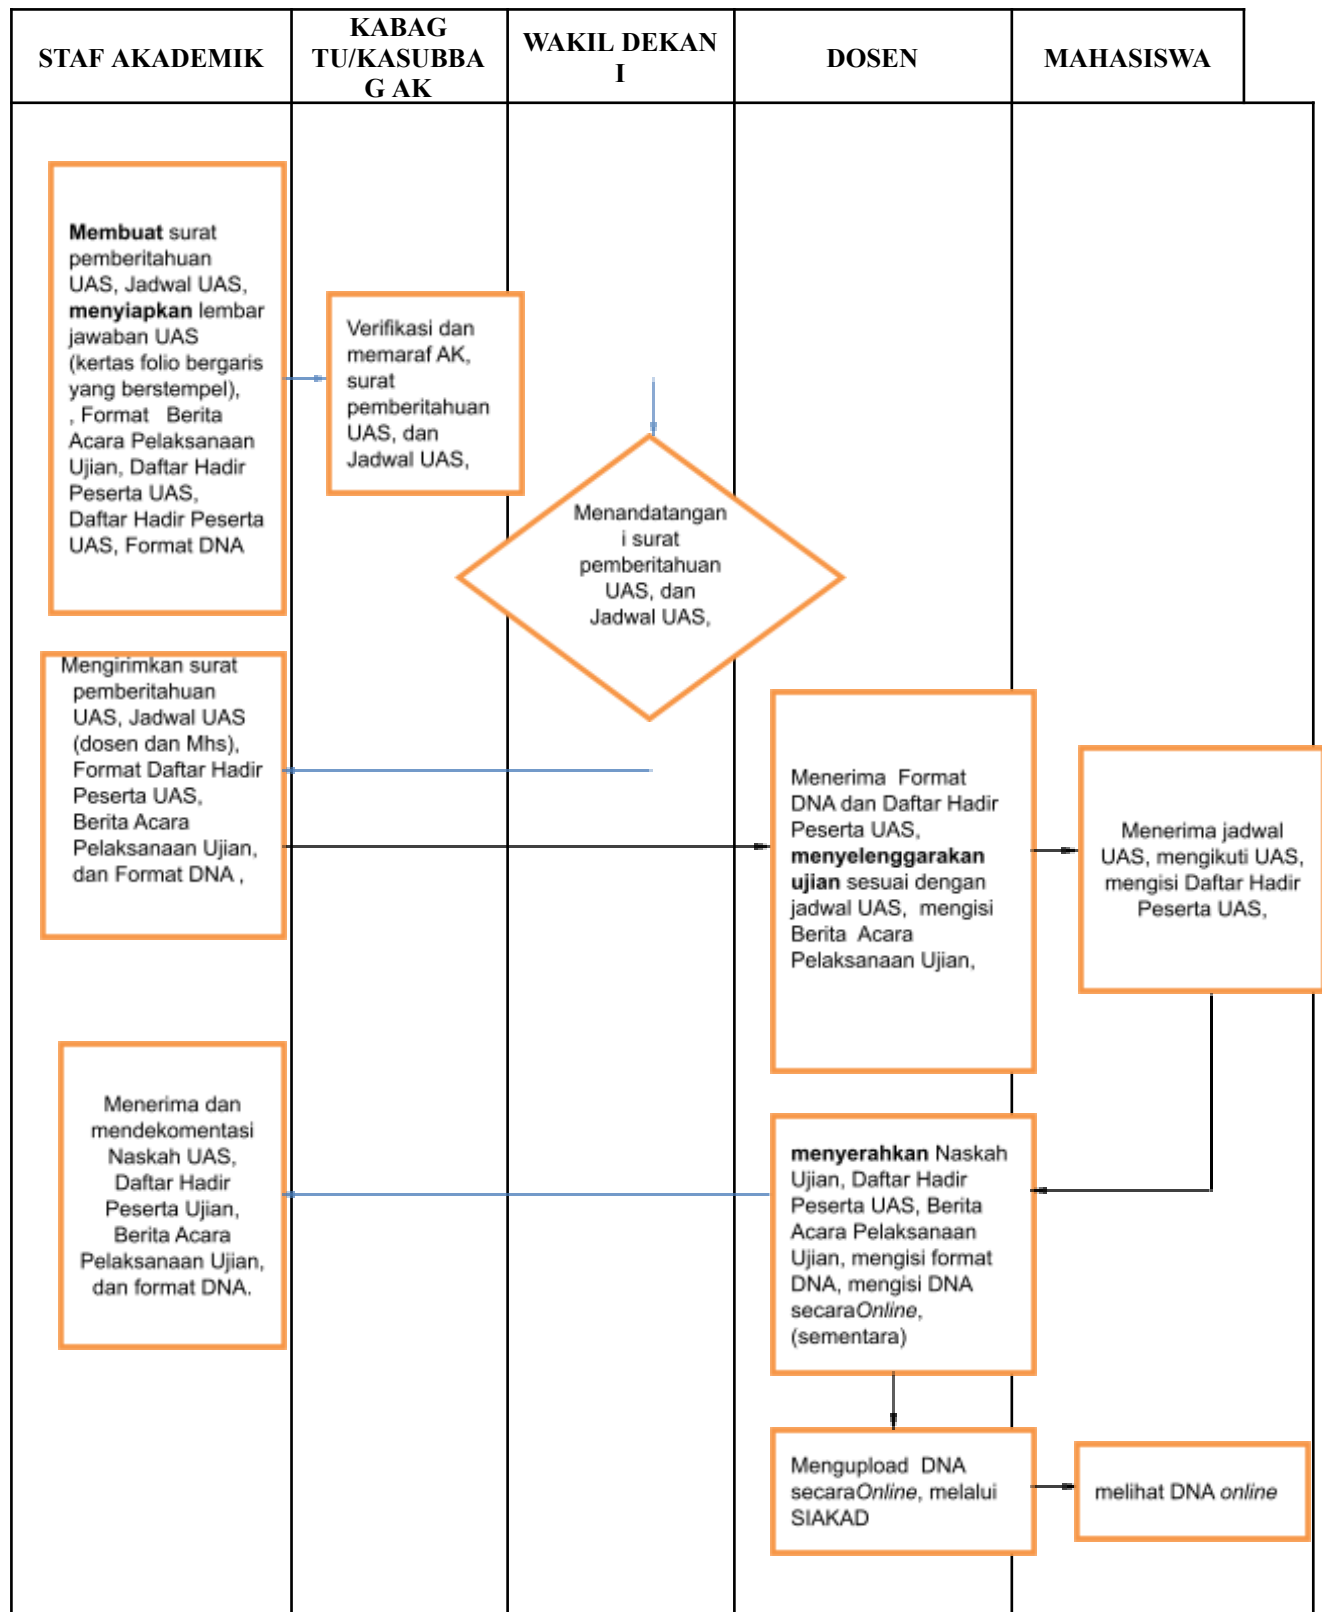 STAF AKADEMIK
KABAG
TU/KASUBBA
G AK
WAKIL DEKAN
I
DOSEN
MAHASISWA
Membuat surat
pemberitahuan
UAS, Jadwal UAS,
menyiapkan lembar
jawaban UAS
(kertas folio bergaris
yang berstempel),
, Format Berita
Acara Pelaksanaan
Ujian, Daftar Hadir
Peserta UAS,
Daftar Hadir Peserta
UAS, Format DNA
Verifikasi dan
memaraf AK,
surat
pemberitahuan
UAS, dan
Jadwal UAS,
Menandatangan
i surat
pemberitahuan
UAS, dan
Jadwal UAS,
Mengirimkan surat
pemberitahuan
UAS, Jadwal UAS
(dosen dan Mhs),
Format Daftar Hadir
Peserta UAS,
Berita Acara
Pelaksanaan Ujian,
dan Format DNA ,
Menerima Format
DNA dan Daftar Hadir
Peserta UAS,
menyelenggarakan
ujian sesuai dengan
jadwal UAS, mengisi
Berita Acara
Pelaksanaan Ujian,
Menerima jadwal
UAS, mengikuti UAS,
mengisi Daftar Hadir
Peserta UAS,
Menerima dan
mendekomentasi
Naskah UAS,
Daftar Hadir
Peserta Ujian,
Berita Acara
Pelaksanaan Ujian,
dan format DNA.
menyerahkan Naskah
Ujian, Daftar Hadir
Peserta UAS, Berita
Acara Pelaksanaan
Ujian, mengisi format
DNA, mengisi DNA
secaraOnline,
(sementara)
Mengupload DNA
secaraOnline, melalui
SIAKAD
melihat DNA online